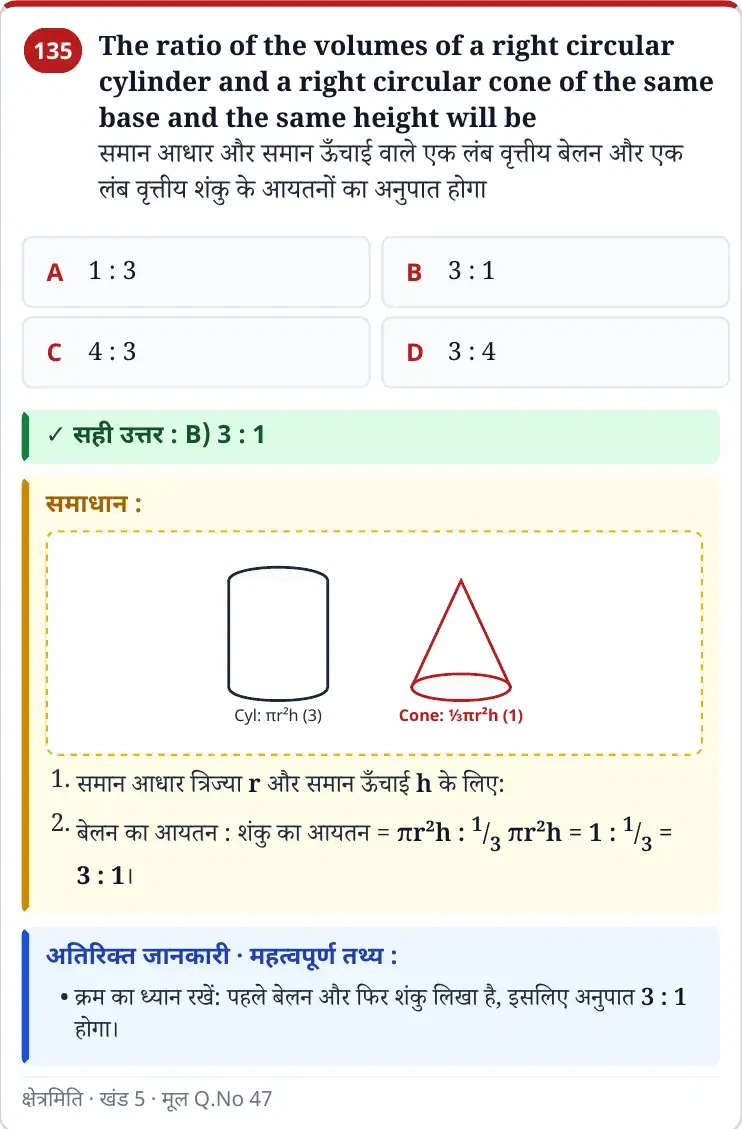 135
The ratio of the volumes of a right circular
cylinder and a right circular cone of the same
base and the same height will be
समान आधार और समान ऊँचाई वाले एक लंब वृत्तीय बेलन और एक
लंब वृत्तीय शंकु के आयतनों का अनुपात होगा
A 1 : 3
B 3 : 1
C 4 : 3
D 3 : 4
✓ सही उत्तर : B) 3 : 1
समाधान :
Cyl: πr²h (3)
Cone: ⅓πr²h (1)
1. समान आधार त्रिज्या r और समान ऊँचाई h के लिए:
2. बेलन का आयतन : शंकु का आयतन = πr²h : ¹/₃ πr²h = 1 : ¹/₃ =
3 : 1।
अतिरिक्त जानकारी · महत्वपूर्ण तथ्य :
• क्रम का ध्यान रखें: पहले बेलन और फिर शंकु लिखा है, इसलिए अनुपात 3 : 1
होगा।
क्षेत्रमिति · खंड 5 · मूल Q.No 47